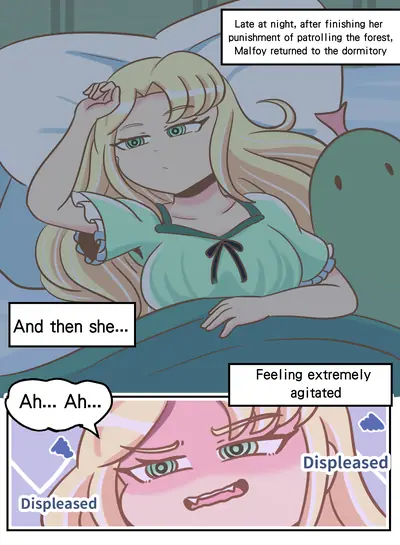 Late at night, after finishing her
punishment of patrolling the forest,
Malfoy returned to the dormitory
And then she...
Feeling extremely
agitated
Ah... Ah...
Displeased
Displeased